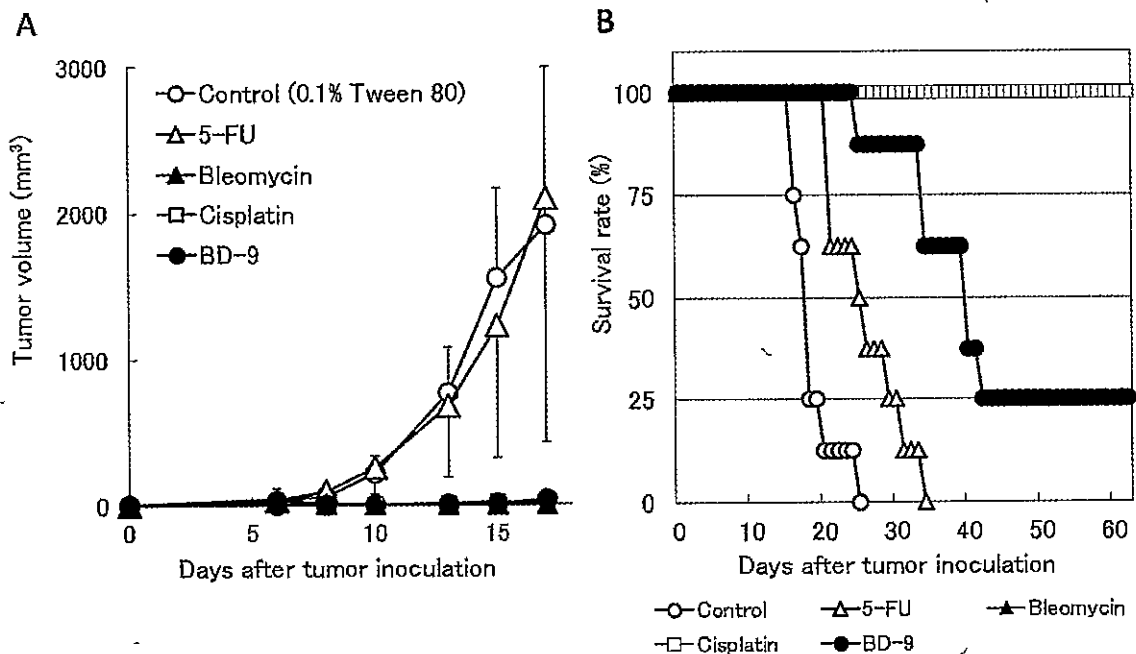 A
3000
2000
1000
0
Tumor volume (mm³)
Control (0.1% Tween 80)
5-FU
Bleomycin
Cisplatin
BD-9
0 5 10 15
Days after tumor inoculation
B
100
75
50
25
0
Survival rate (%)
0 10 20 30 40 50 60
Days after tumor inoculation
Control 5-FU Bleomycin
Cisplatin BD-9